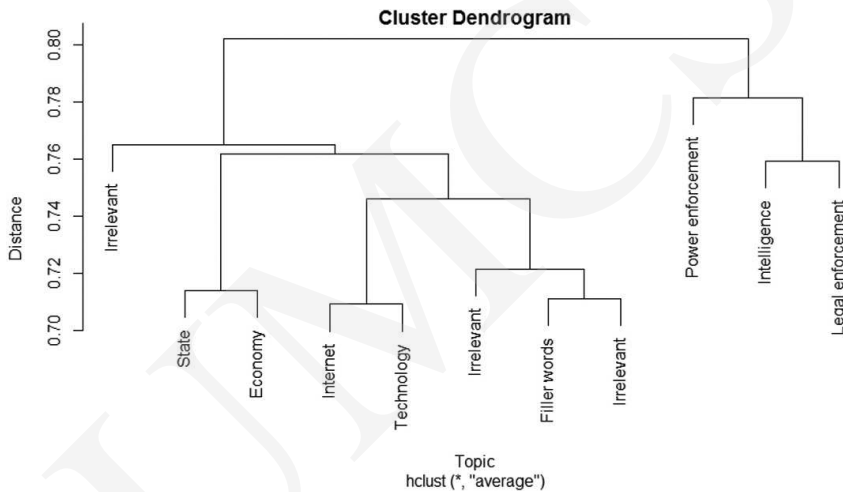 Cluster Dendrogram
Distance
0.80
0.78
0.76
0.74
0.72
0.70
Irrelevant
State
Economy
Internet
Technology
Irrelevant
Filler words
Irrelevant
Power enforcement
Intelligence
Legal enforcement
Topic
hclust (*, "average")
UMCS